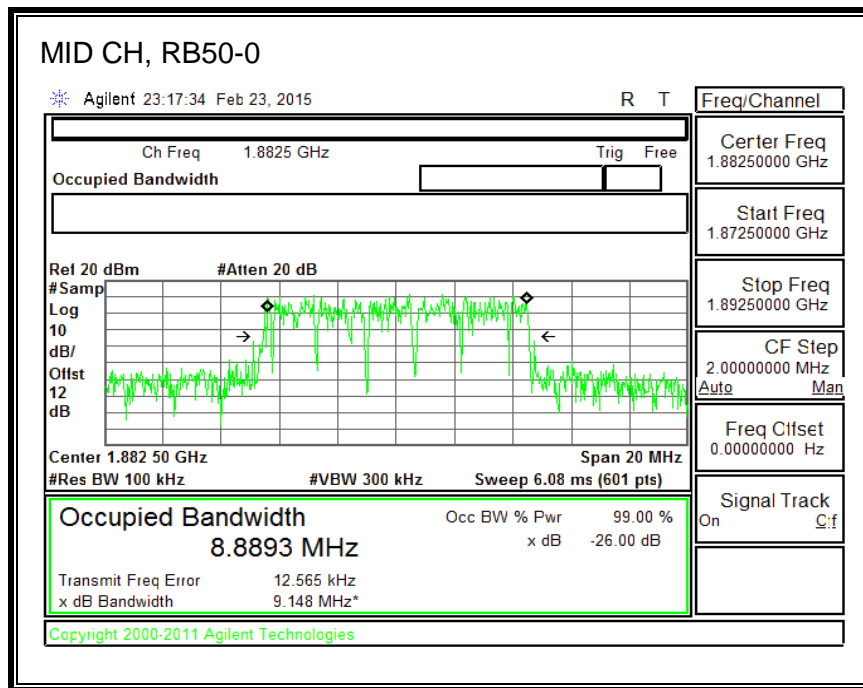 MID CH, RB50-0
Agilent 23:17:34 Feb 23, 2015 R T
Ch Freq 1.8825 GHz Trig Free
Occupied Bandwidth
Ref 20 dBm #Atten 20 dB
#Samp
Log
10
dB/
Offst
12
dB
Center 1.882 50 GHz Span 20 MHz
#Res BW 100 kHz #VBW 300 kHz Sweep 6.08 ms (601 pts)
Occupied Bandwidth
8.8893 MHz
Occ BW % Pwr 99.00 %
x dB -26.00 dB
Transmit Freq Error 12.565 kHz
x dB Bandwidth 9.148 MHz*
Copyright 2000-2011 Agilent Technologies
Freq/Channel
Center Freq
1.88250000 GHz
Start Freq
1.87250000 GHz
Stop Freq
1.89250000 GHz
CF Step
2.00000000 MHz
Auto Man
Freq Offset
0.00000000 Hz
Signal Track
On Off